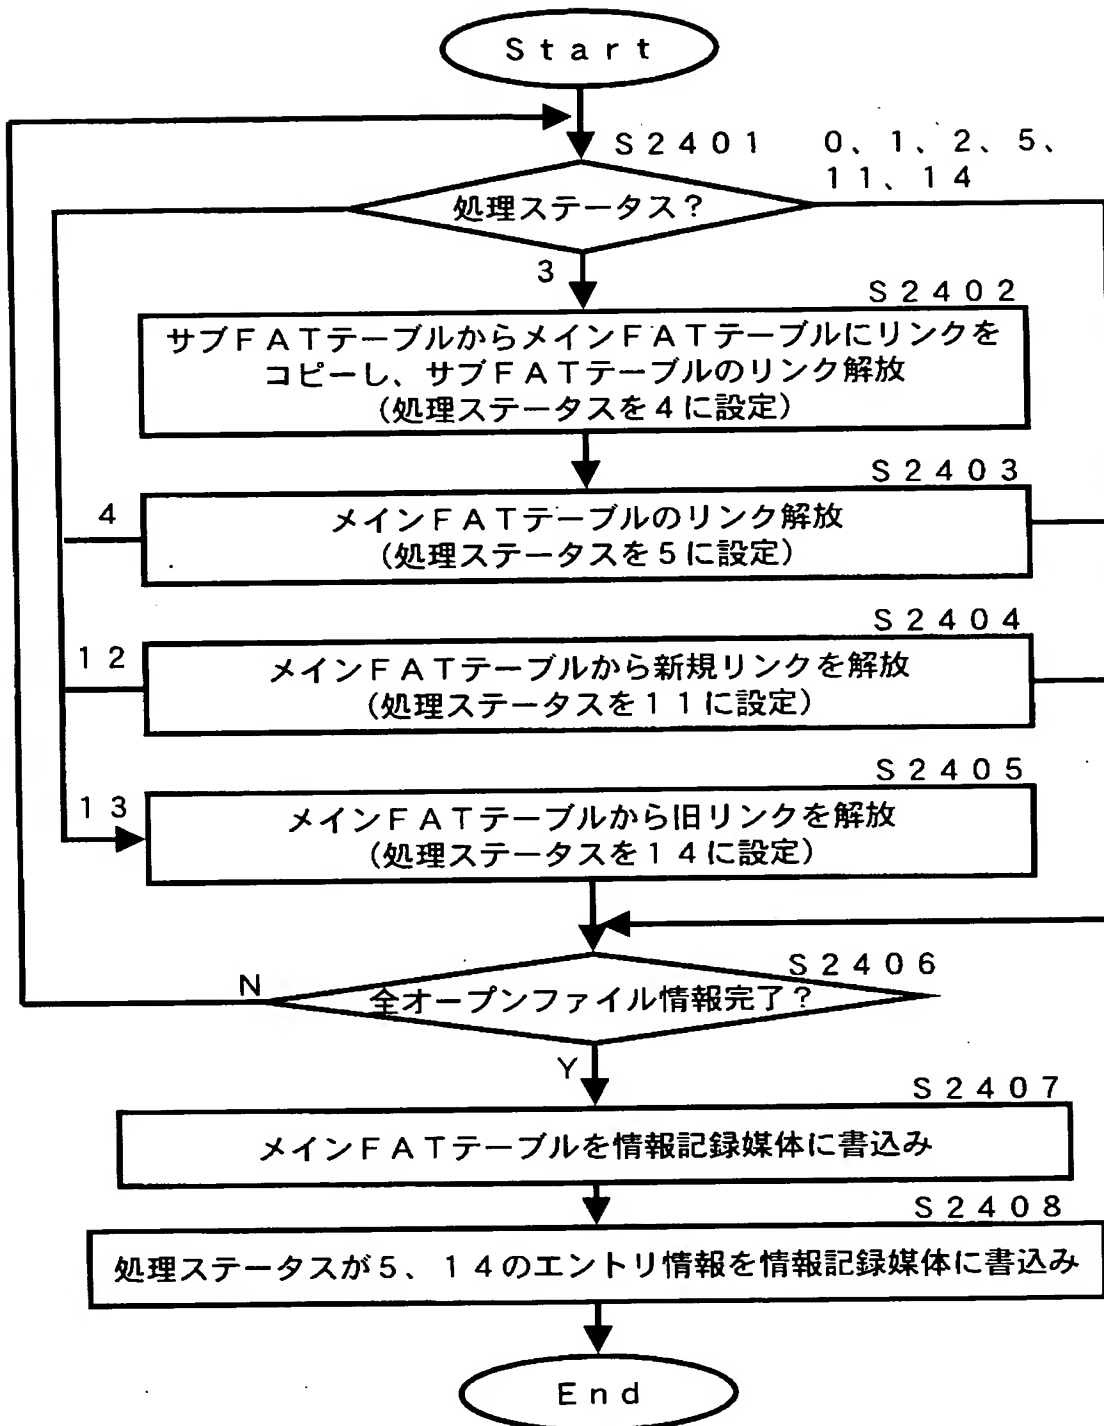 Start
S2401 0、1、2、5、
11、14
処理ステータス?
3
S2402
サブFATテーブルからメインFATテーブルにリンクを
コピーし、サブFATテーブルのリンク解放
(処理ステータスを4に設定)
S2403
4
メインFATテーブルのリンク解放
(処理ステータスを5に設定)
S2404
12
メインFATテーブルから新規リンクを解放
(処理ステータスを11に設定)
S2405
13
メインFATテーブルから旧リンクを解放
(処理ステータスを14に設定)
S2406
N
全オープンファイル情報完了?
Y
S2407
メインFATテーブルを情報記録媒体に書込み
S2408
処理ステータスが5、14のエントリ情報を情報記録媒体に書込み
End